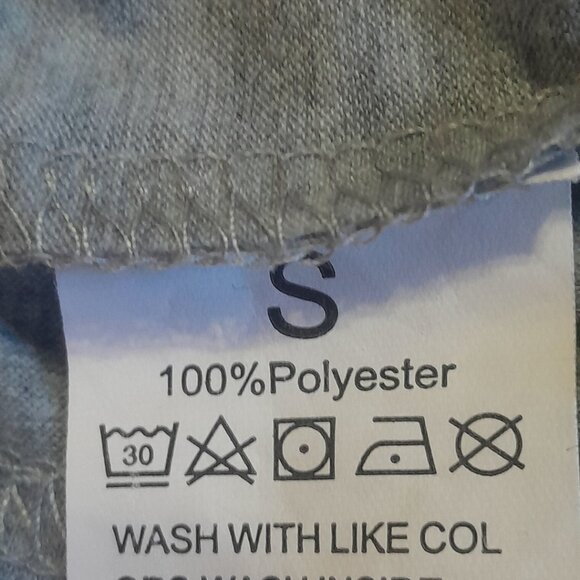 S
100%Polyester
30
WASH WITH LIKE COL